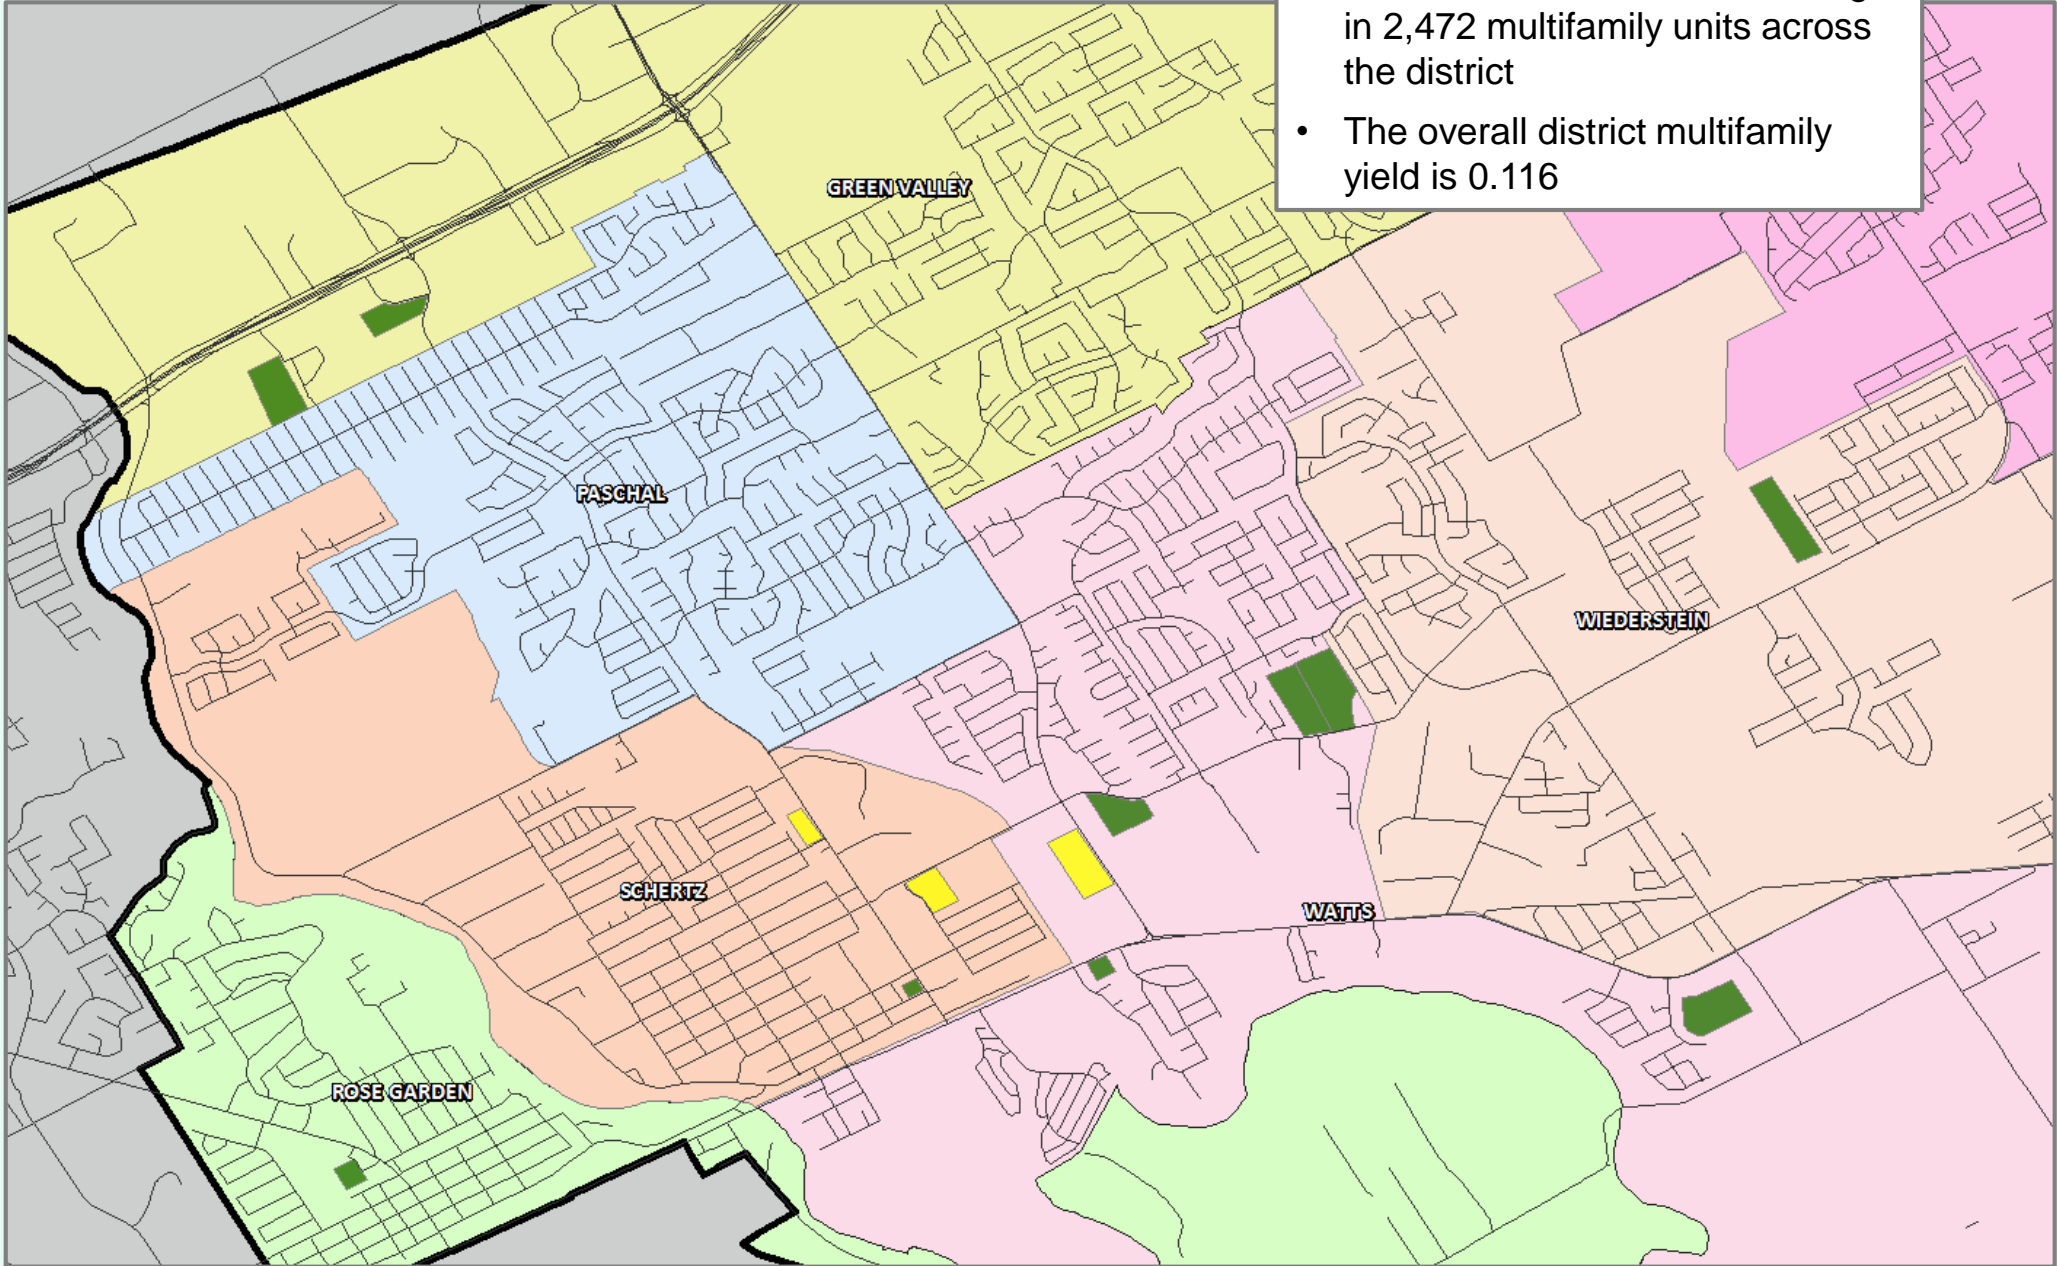 in 2,472 multifamily units across
the district
• The overall district multifamily
yield is 0.116
GREEN VALLEY
PASCHAL
WIEDERSTEIN
SCHERTZ
WATTS
ROSE GARDEN